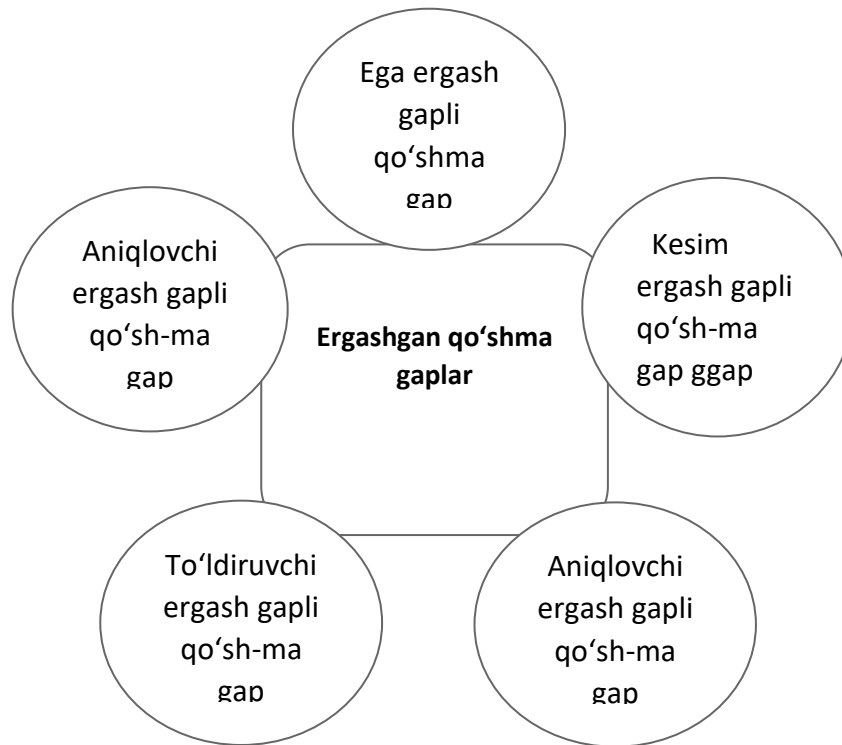 Ega ergash
gapli
qo‘shma
gap
Aniqlovchi
ergash gapli
qo‘sh-ma
gap
Ergashgan qo‘shma
gaplar
Kesim
ergash gapli
qo‘sh-ma
gap ggap
To‘ldiruvchi
ergash gapli
qo‘sh-ma
gap
Aniqlovchi
ergash gapli
qo‘sh-ma
gap